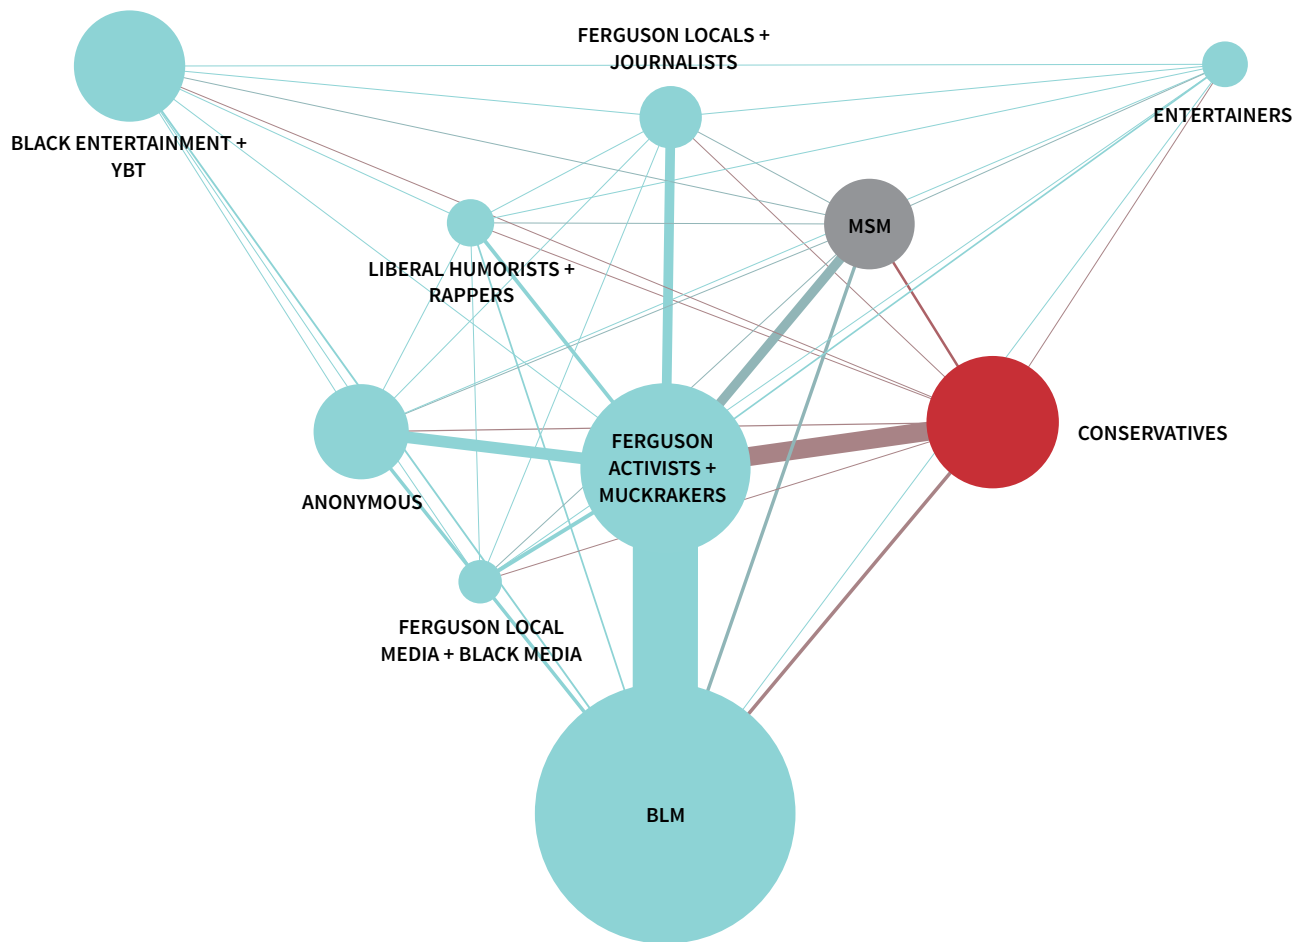 FERGUSON LOCALS +
JOURNALISTS
ENTERTAINERS
BLACK ENTERTAINMENT +
YBT
MSM
LIBERAL HUMORISTS +
RAPPERS
CONSERVATIVES
FERGUSON
ACTIVISTS +
MUCKRAKERS
ANONYMOUS
FERGUSON LOCAL
MEDIA + BLACK MEDIA
BLM